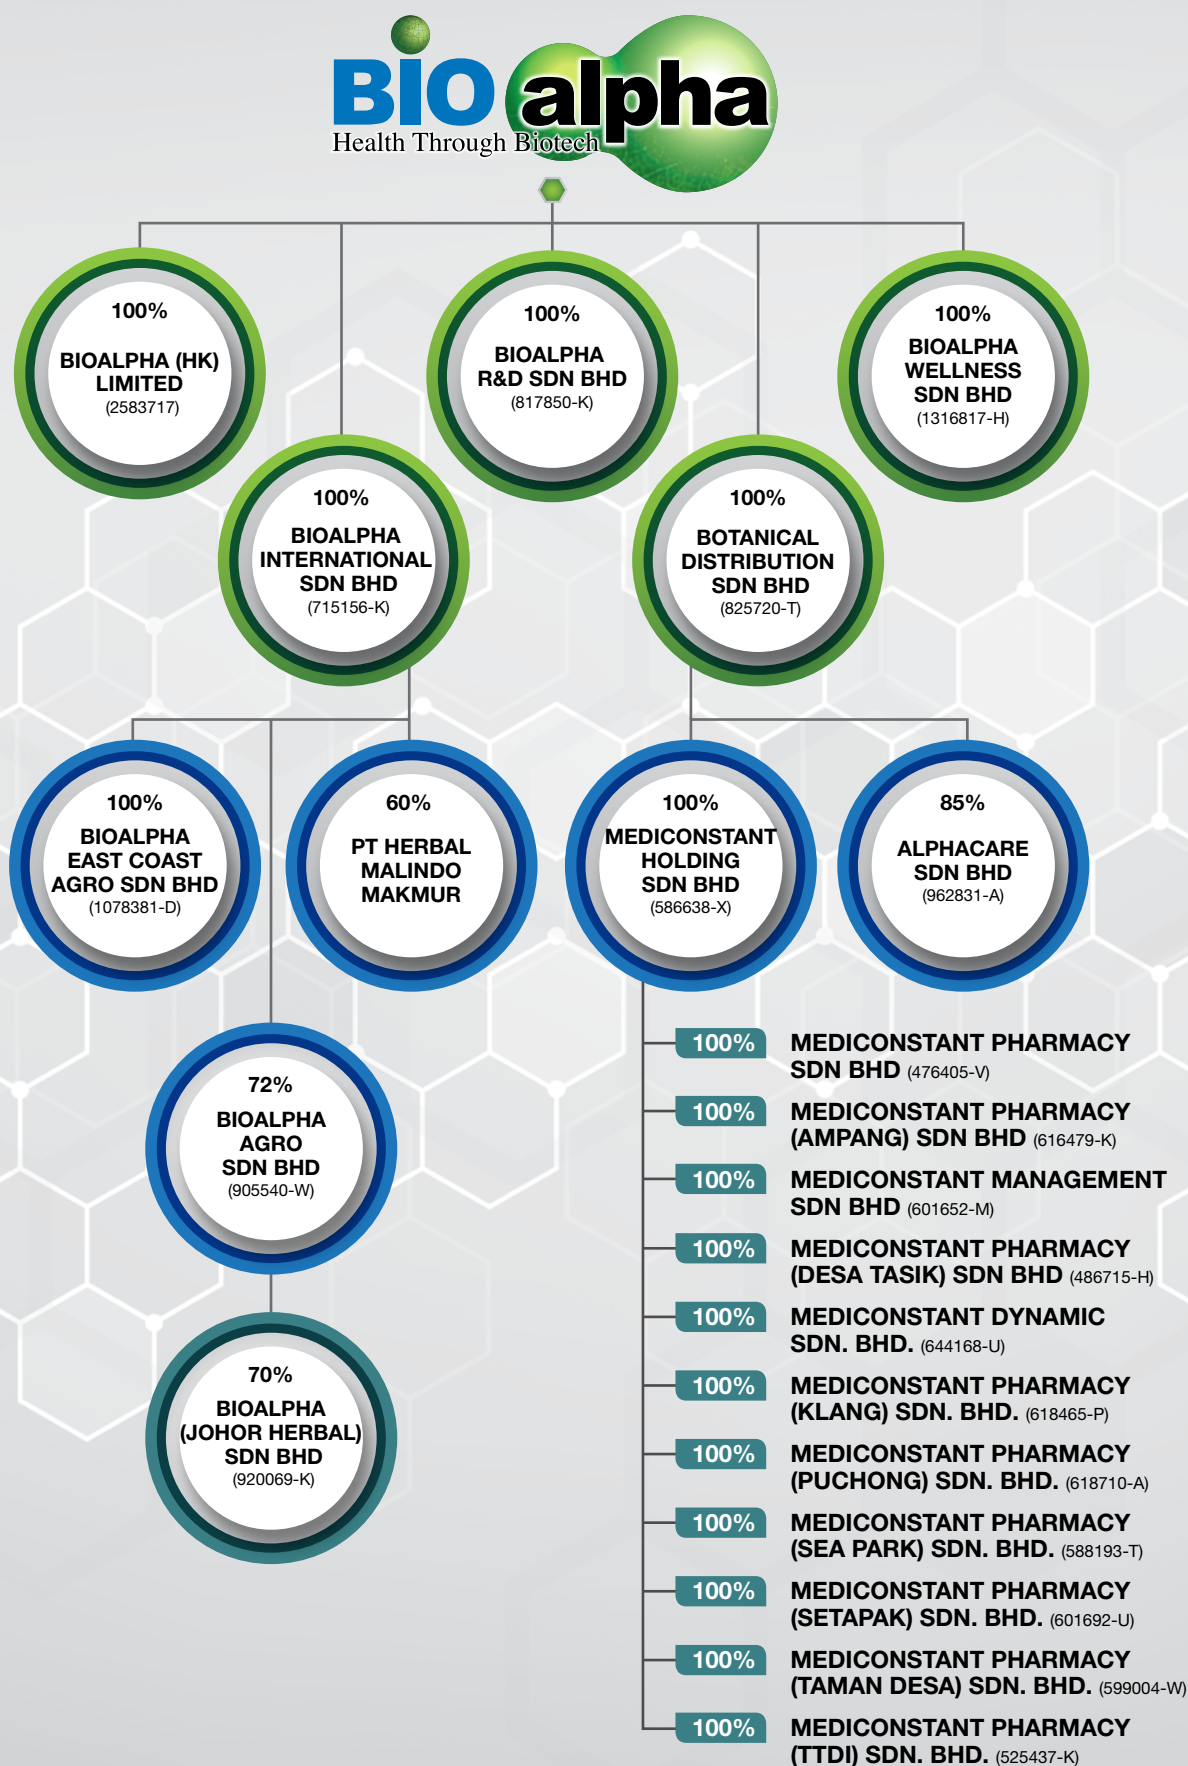 BIO alpha
Health Through Biotech
100%
BIOALPHA (HK)
LIMITED
(2583717)
100%
BIOALPHA
R&D SDN BHD
(817850-K)
100%
BIOALPHA
WELLNESS
SDN BHD
(1316817-H)
100%
BIOALPHA
INTERNATIONAL
SDN BHD
(715156-K)
100%
BOTANICAL
DISTRIBUTION
SDN BHD
(825720-T)
100%
BIOALPHA
EAST COAST
AGRO SDN BHD
(1078381-D)
60%
PT HERBAL
MALINDO
MAKMUR
100%
MEDICONSTANT
HOLDING
SDN BHD
(586638-X)
85%
ALPHACARE
SDN BHD
(962831-A)
72%
BIOALPHA
AGRO
SDN BHD
(905540-W)
70%
BIOALPHA
(JOHOR HERBAL)
SDN BHD
(920069-K)
100% MEDICONSTANT PHARMACY
SDN BHD (476405-V)
100% MEDICONSTANT PHARMACY
(AMPANG) SDN BHD (616479-K)
100% MEDICONSTANT MANAGEMENT
SDN BHD (601652-M)
100% MEDICONSTANT PHARMACY
(DESA TASIK) SDN BHD (486715-H)
100% MEDICONSTANT DYNAMIC
SDN. BHD. (644168-U)
100% MEDICONSTANT PHARMACY
(KLANG) SDN. BHD. (618465-P)
100% MEDICONSTANT PHARMACY
(PUCHONG) SDN. BHD. (618710-A)
100% MEDICONSTANT PHARMACY
(SEA PARK) SDN. BHD. (588193-T)
100% MEDICONSTANT PHARMACY
(SETAPAK) SDN. BHD. (601692-U)
100% MEDICONSTANT PHARMACY
(TAMAN DESA) SDN. BHD. (599004-W)
100% MEDICONSTANT PHARMACY
(TTDI) SDN. BHD. (525437-K)